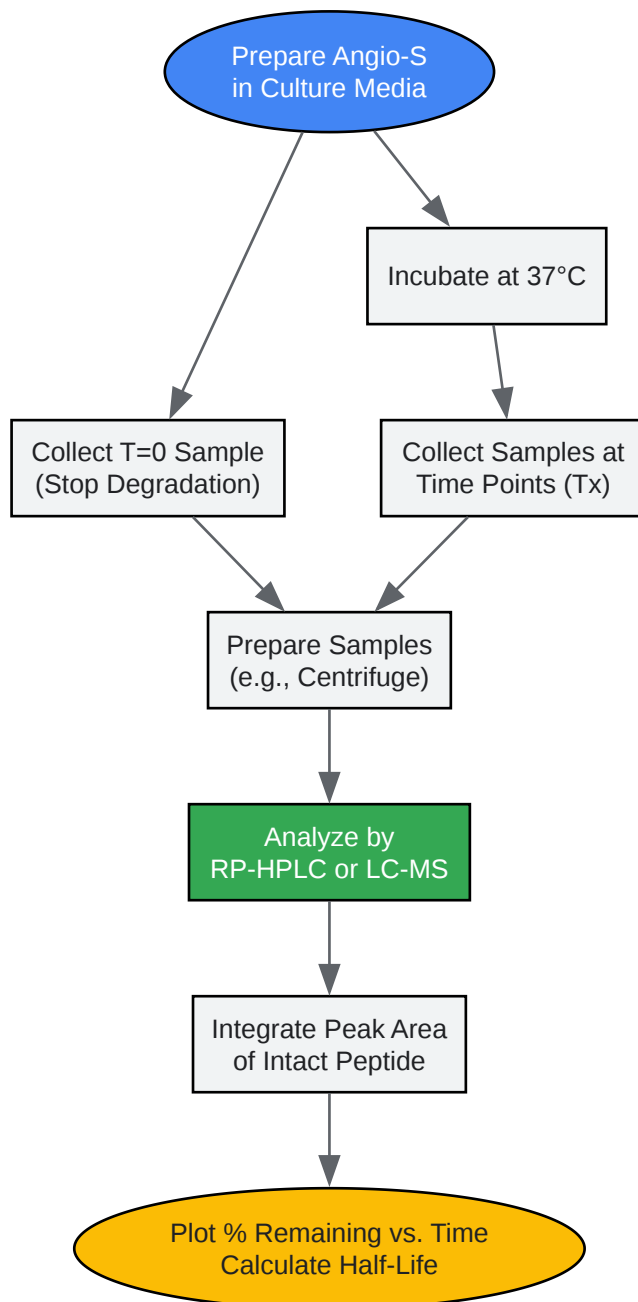 Prepare Angio-S
in Culture Media
Incubate at 37°C
Collect T=0 Sample
(Stop Degradation)
Collect Samples at
Time Points (Tx)
Prepare Samples
(e.g., Centrifuge)
Analyze by
RP-HPLC or LC-MS
Integrate Peak Area
of Intact Peptide
Plot % Remaining vs. Time
Calculate Half-Life